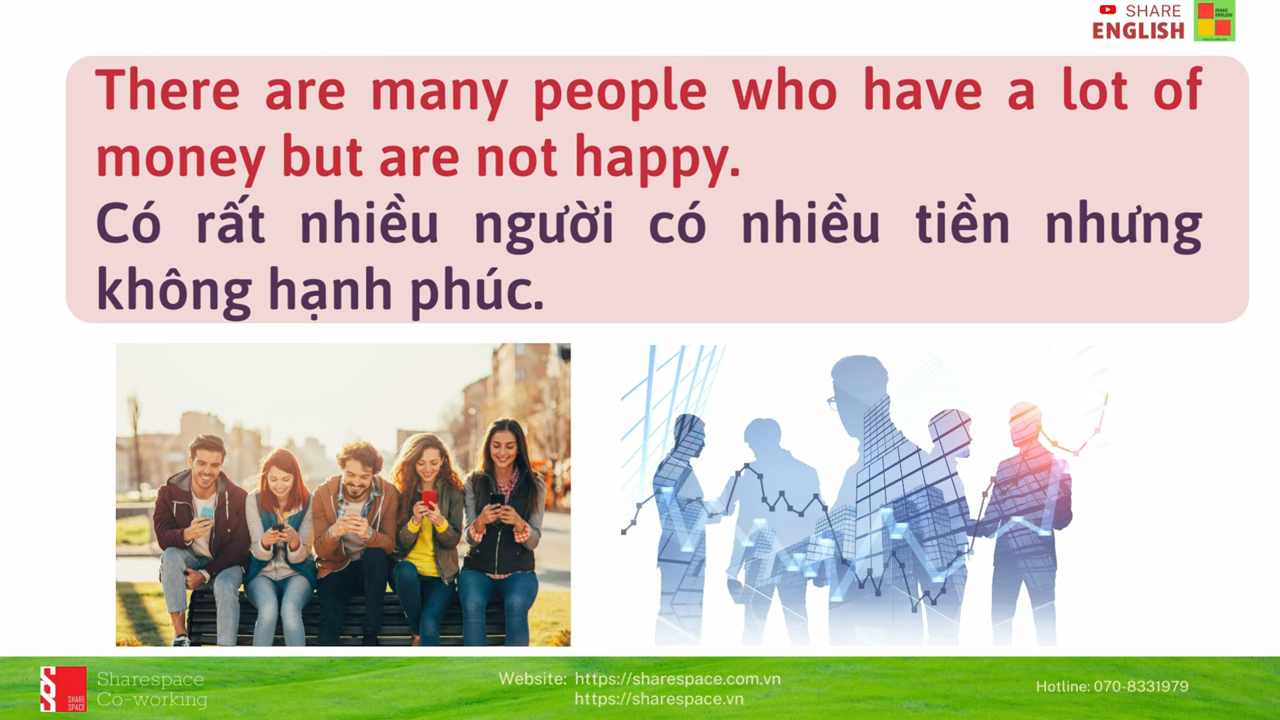 SHARE
ENGLISH
There are many people who have a lot of
money but are not happy.
Có rất nhiều người có nhiều tiền nhưng
không hạnh phúc.
SHARE
SPACE
Sharespace
Co-working
Website: https://sharespace.com.vn
https://sharespace.vn
Hotline: 070-8331979